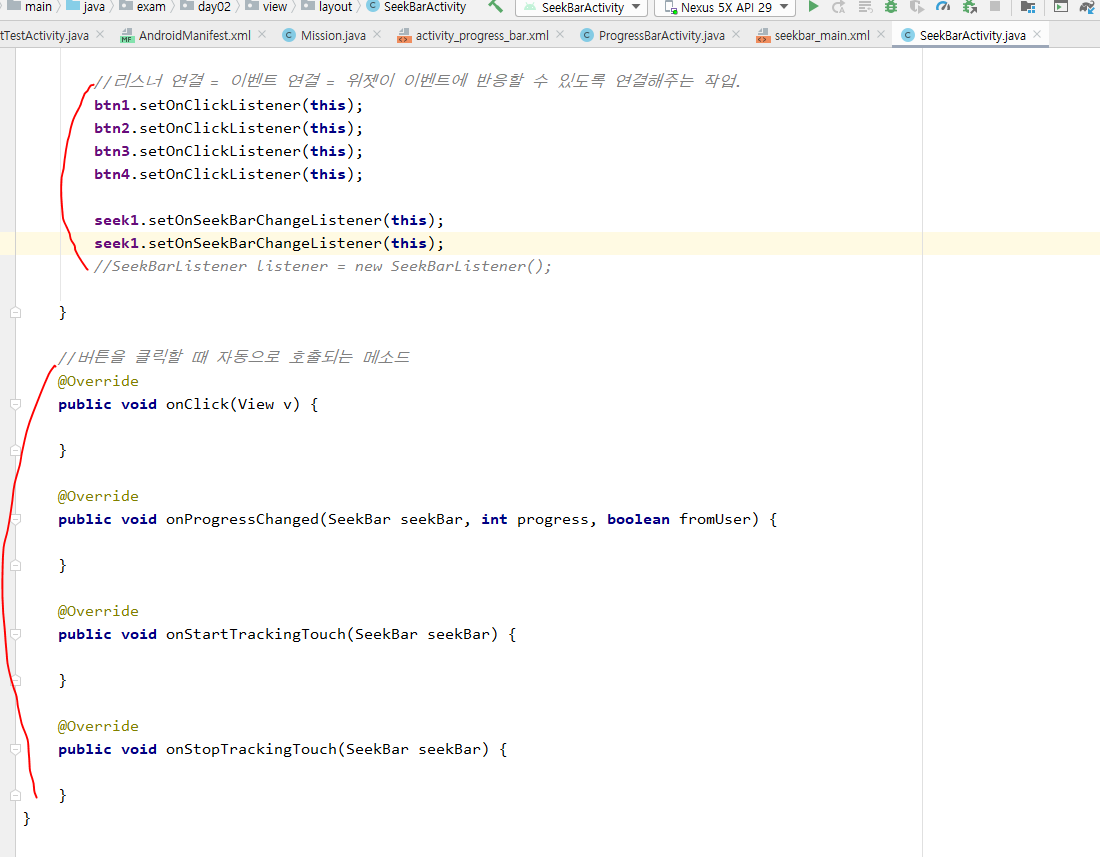 main java exam day02 view layout SeekBarActivity SeekBarActivity Nexus 5X API 29
tTestActivity.java AndroidManifest.xml Mission.java activity_progress_bar.xml ProgressBarActivity.java seekbar_main.xml SeekBarActivity.java
//리스너 연결 = 이벤트 연결 = 위젯이 이벤트에 반응할 수 있도록 연결해주는 작업.
btn1.setOnClickListener(this);
btn2.setOnClickListener(this);
btn3.setOnClickListener(this);
btn4.setOnClickListener(this);
seek1.setOnSeekBarChangeListener(this);
seek1.setOnSeekBarChangeListener(this);
//SeekBarListener listener = new SeekBarListener();
}
//버튼을 클릭할 때 자동으로 호출되는 메소드
@Override
public void onClick(View v) {
}
@Override
public void onProgressChanged(SeekBar seekBar, int progress, boolean fromUser) {
}
@Override
public void onStartTrackingTouch(SeekBar seekBar) {
}
@Override
public void onStopTrackingTouch(SeekBar seekBar) {
}
}